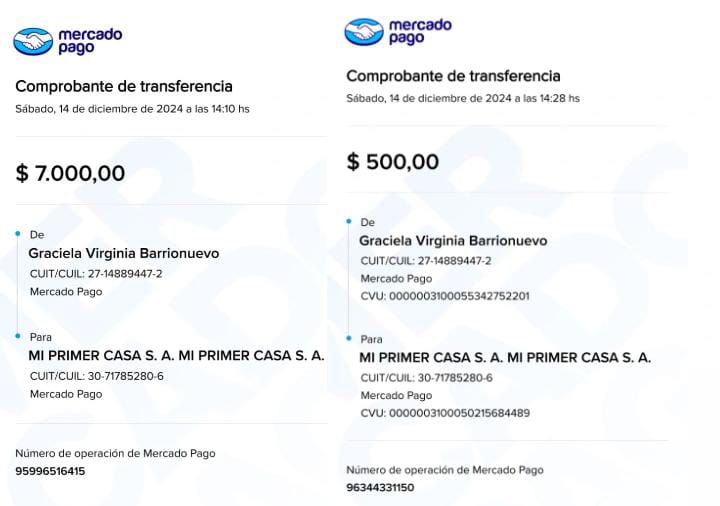 mercado
pago
Comprobante de transferencia
Sábado, 14 de diciembre de 2024 a las 14:10 hs
$ 7.000,00
De
Graciela Virginia Barrionuevo
CUIT/CUIL: 27-14889447-2
Mercado Pago
Para
MI PRIMER CASA S. A. MI PRIMER CASA S. A.
CUIT/CUIL: 30-71785280-6
Mercado Pago
Número de operación de Mercado Pago
95996516415
mercado
pago
Comprobante de transferencia
Sábado, 14 de diciembre de 2024 a las 14:28 hs
$ 500,00
De
Graciela Virginia Barrionuevo
CUIT/CUIL: 27-14889447-2
Mercado Pago
CVU: 0000003100055342752201
Para
MI PRIMER CASA S. A. MI PRIMER CASA S. A.
CUIT/CUIL: 30-71785280-6
Mercado Pago
CVU: 0000003100050215684489
Número de operación de Mercado Pago
96344331150